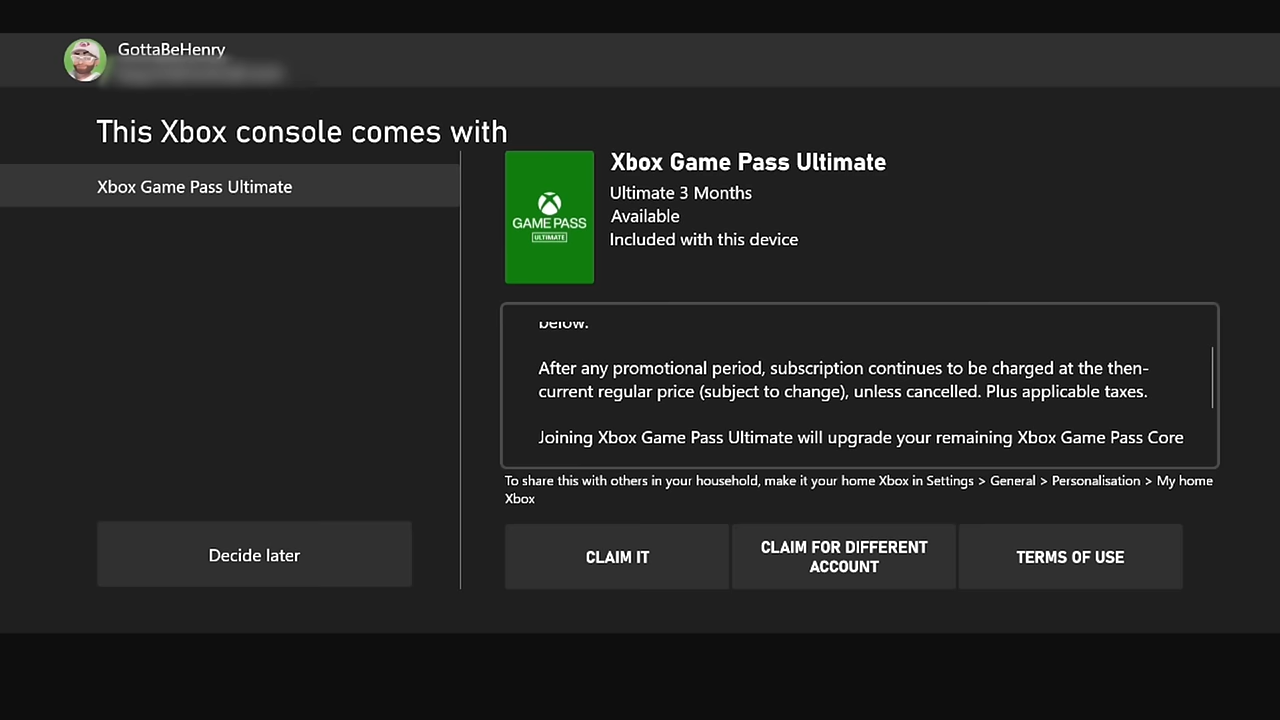 GottaBeHenry
This Xbox console comes with
Xbox Game Pass Ultimate
Decide later
GAME PASS
ULTIMATE
Xbox Game Pass Ultimate
Ultimate 3 Months
Available
Included with this device
below.
After any promotional period, subscription continues to be charged at the then-
current regular price (subject to change), unless cancelled. Plus applicable taxes.
Joining Xbox Game Pass Ultimate will upgrade your remaining Xbox Game Pass Core
To share this with others in your household, make it your home Xbox in Settings > General > Personalisation > My home
Xbox
CLAIM IT
CLAIM FOR DIFFERENT
ACCOUNT
TERMS OF USE